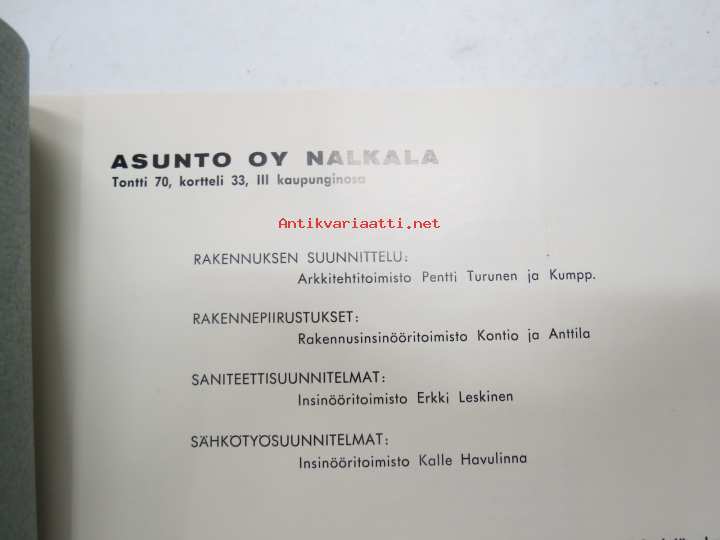 ASUNTO OY NALKALA
Tontti 70, kortteli 33, III kaupunginosa
Antikvariaatti.net
RAKENNUKSEN SUUNNITTELU:
Arkkitehtitoimisto Pentti Turunen ja Kumpp.
RAKENNEPIIRUSTUKSET:
Rakennusinsinööritoimisto Kontio ja Anttila
SANITEETTISUUNNITELMAT:
Insinööritoimisto Erkki Leskinen
SÄHKÖTYÖSUUNNITELMAT:
Insinööritoimisto Kalle Havulinna